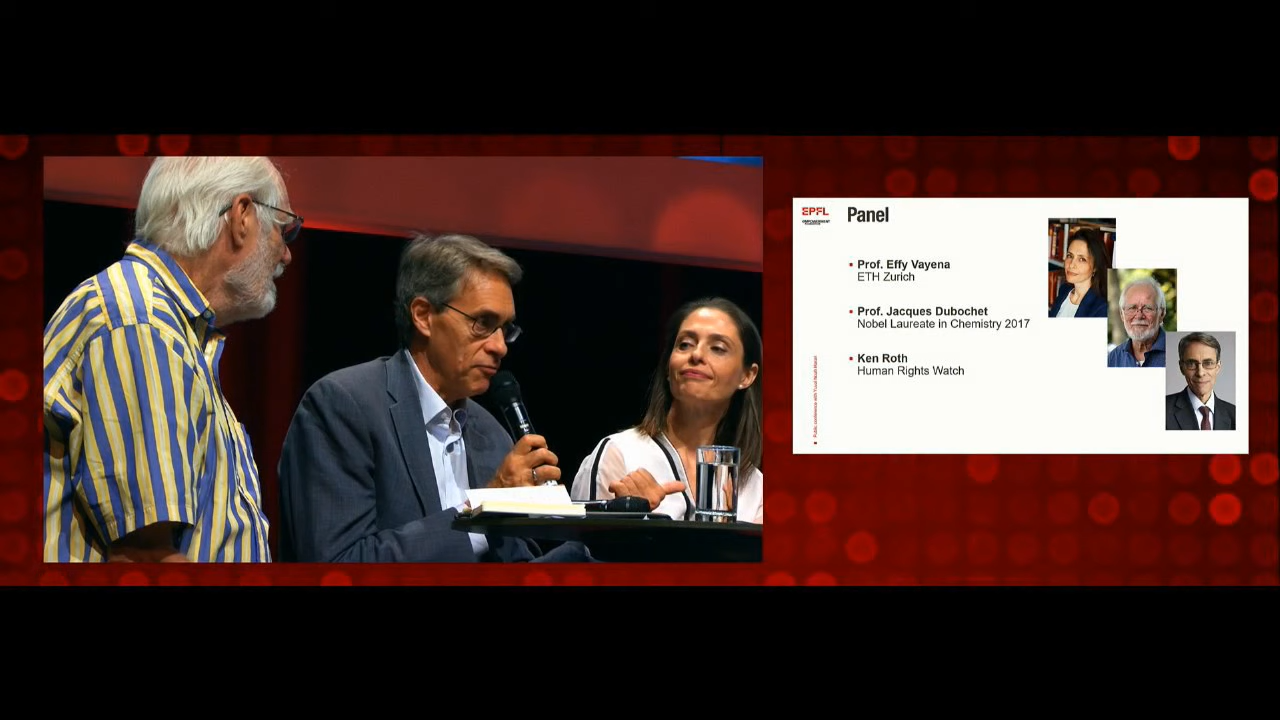 EPFL
Panel
Prof. Effy Vayena
ETH Zurich
Prof. Jacques Dubochet
Nobel Laureate in Chemistry 2017
Ken Roth
Human Rights Watch